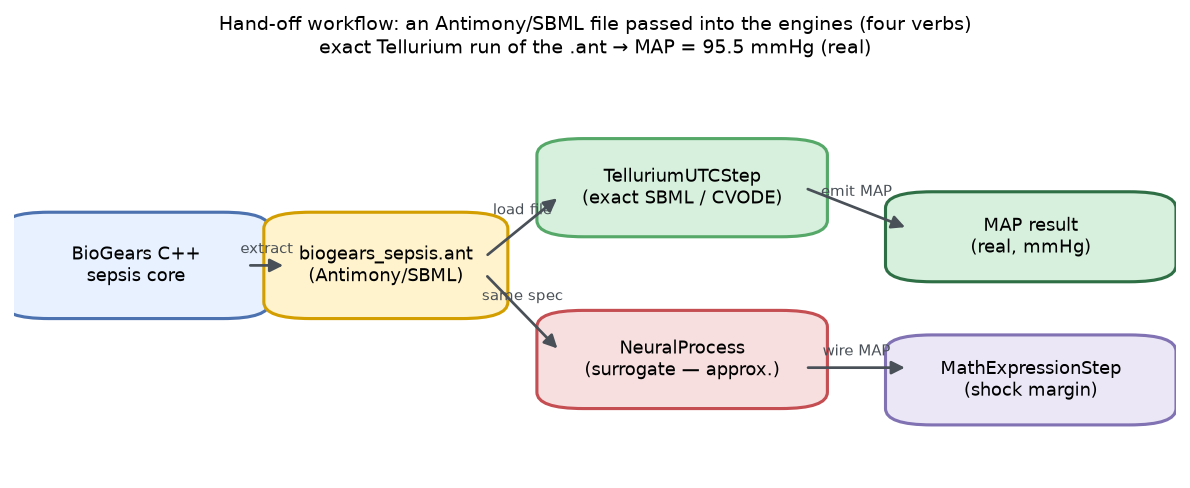 Hand-off workflow: an Antimony/SBML file passed into the engines (four verbs)
exact Tellurium run of the .ant → MAP = 95.5 mmHg (real)
BioGears C++
sepsis core
extract
biogears_sepsis.ant
(Antimony/SBML)
load file
same spec
TelluriumUTCStep
(exact SBML / CVODE)
emit MAP
MAP result
(real, mmHg)
NeuralProcess
(surrogate — approx.)
wire MAP
MathExpressionStep
(shock margin)